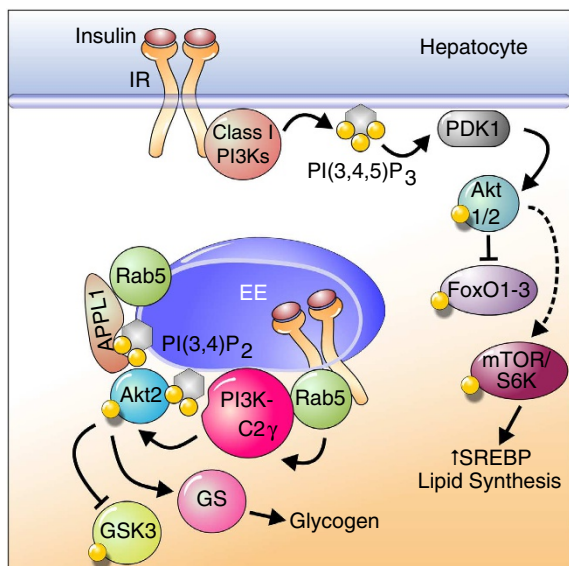 Insulin
Hepatocyte
IR
Class I
PI3Ks
PI(3,4,5)P3
PDK1
Akt
1/2
FoxO1-3
mTOR/
S6K
↑SREBP
Lipid Synthesis
Rab5
EE
APPL1
PI(3,4)P2
Akt2
PI3K-
C2γ
Rab5
GS
Glycogen
GSK3